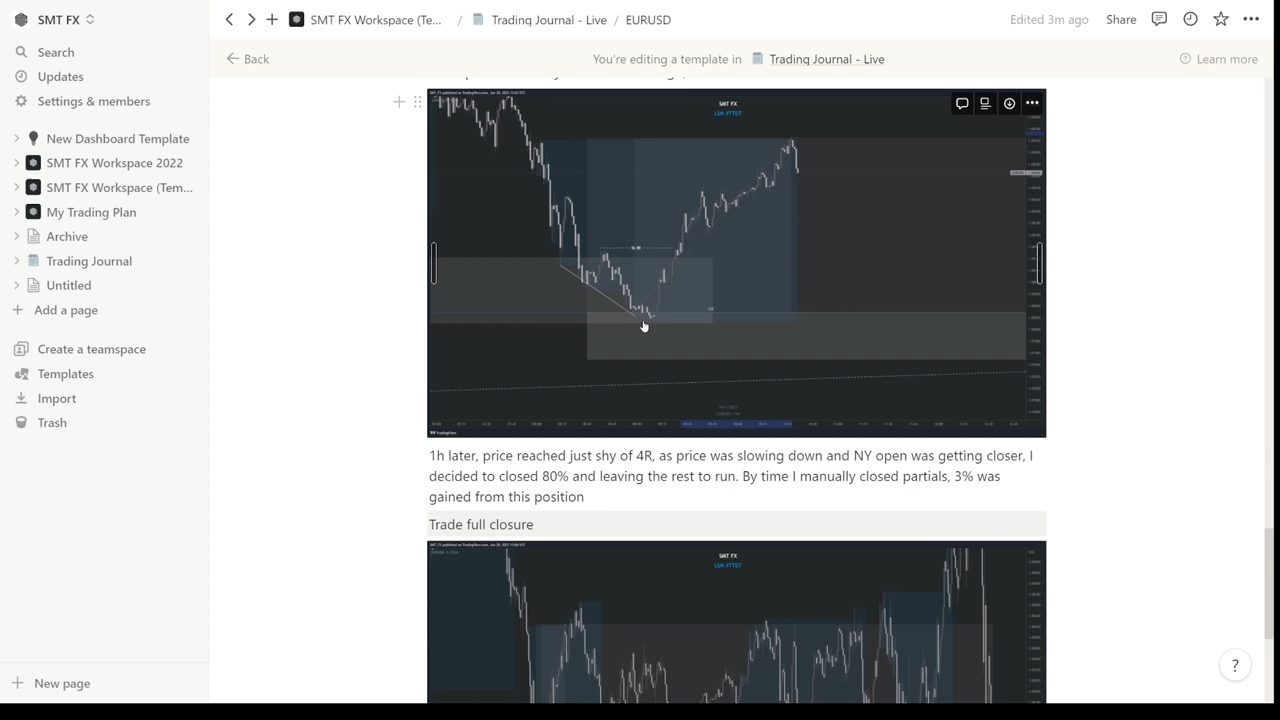 SMT FX
SMT FX Workspace (Te... / Trading Journal - Live / EURUSD
Edited 3m ago
Share
Search
Updates
Settings & members
New Dashboard Template
SMT FX Workspace 2022
SMT FX Workspace (Tem...
My Trading Plan
Archive
Trading Journal
Untitled
Add a page
Create a teamspace
Templates
Import
Trash
New page
Back
You're editing a template in Trading Journal - Live
Learn more
SMT FX
LSM #TTDT
1h later, price reached just shy of 4R, as price was slowing down and NY open was getting closer, I
decided to closed 80% and leaving the rest to run. By time I manually closed partials, 3% was
gained from this position
Trade full closure
SMT FX
LSM #TTDT
?